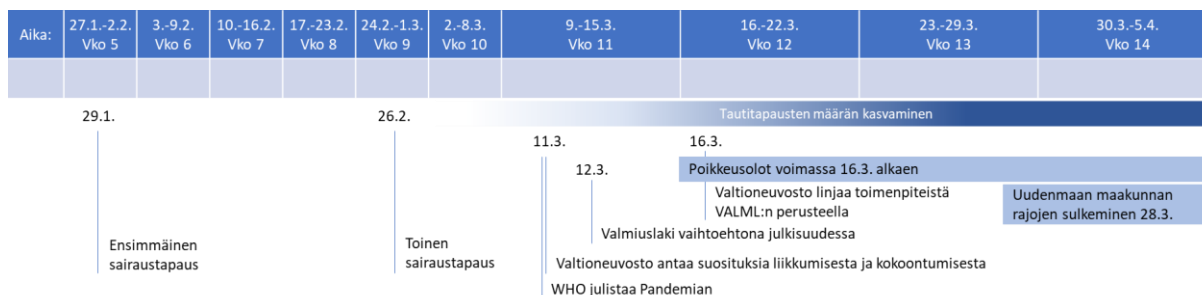 Aika:
27.1.-2.2.
Vko 5
3.-9.2.
Vko 6
10.-16.2.
Vko 7
17.-23.2.
Vko 8
24.2.-1.3.
Vko 9
2.-8.3.
Vko 10
9.-15.3.
Vko 11
16.-22.3.
Vko 12
23.-29.3.
Vko 13
30.3.-5.4.
Vko 14
Tautitapausten määrän kasvaminen
29.1.
26.2.
11.3.
16.3.
12.3.
Poikkeusolot voimassa 16.3. alkaen
Valtioneuvosto linjaa toimenpiteistä
VALML:n perusteella
Uudenmaan maakunnan
rajojen sulkeminen 28.3.
Valmiuslaki vaihtoehtona julkisuudessa
Ensimmäinen
sairaustapaus
Toinen
sairaustapaus
Valtioneuvosto antaa suosituksia liikkumisesta ja kokoontumisesta
WHO julistaa Pandemian